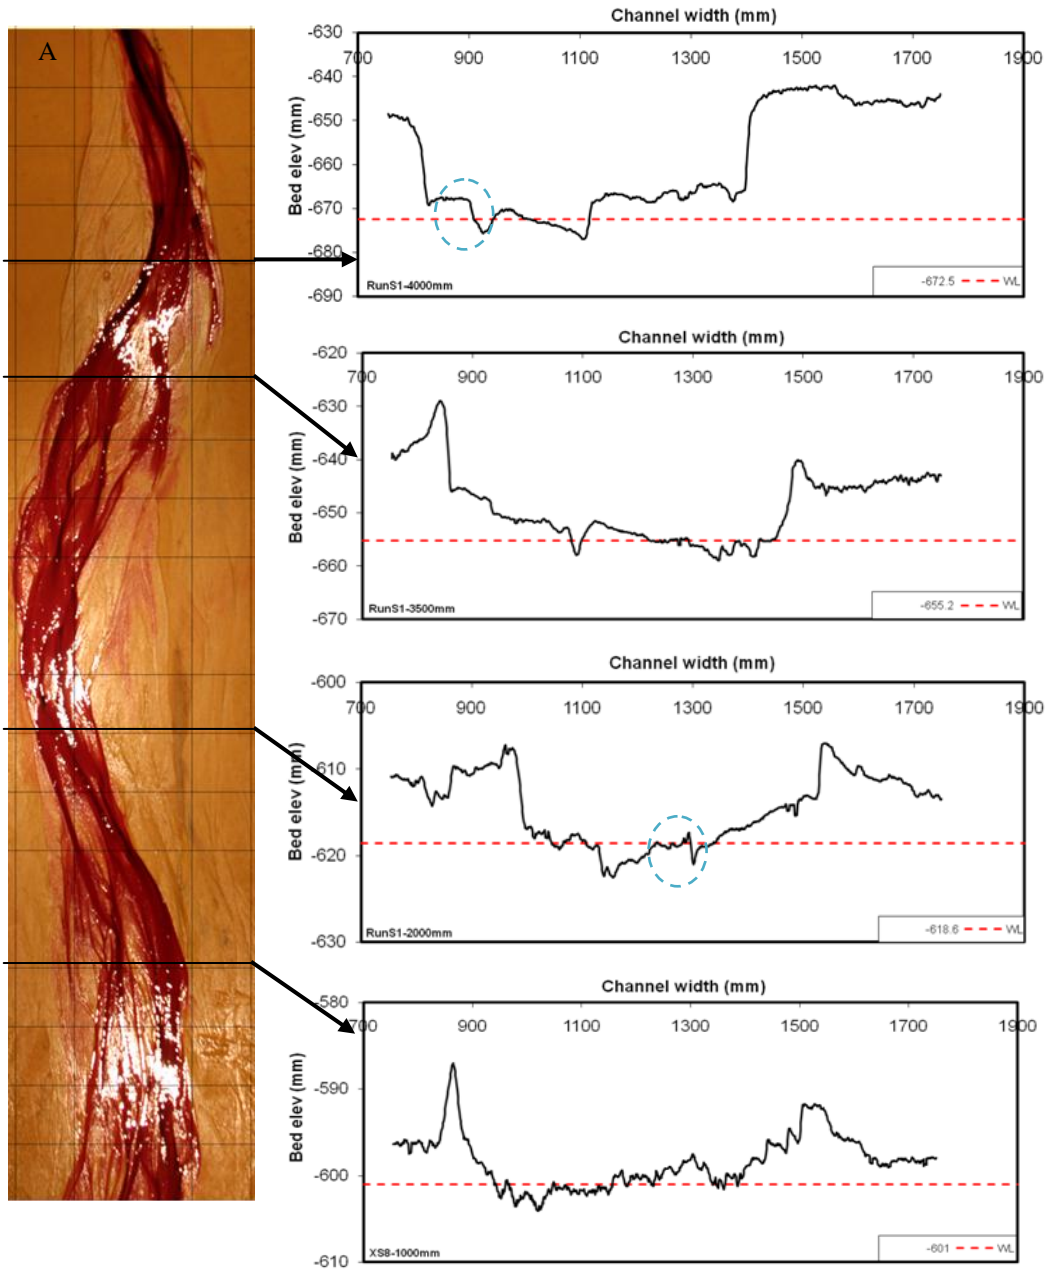 A
Channel width (mm)
-630
700 900 1100 1300 1500 1700 1900
-640
-650
-660
-670
-680
-690
Bed elev (mm)
RunS1-4000mm
-672.5 WL
Channel width (mm)
-620
700 900 1100 1300 1500 1700 1900
-630
-640
-650
-660
-670
Bed elev (mm)
RunS1-3500mm
-655.2 WL
Channel width (mm)
-600
700 900 1100 1300 1500 1700 1900
-610
-620
-630
Bed elev (mm)
RunS1-2000mm
-618.6 WL
Channel width (mm)
-580
700 900 1100 1300 1500 1700 1900
-590
-600
-610
Bed elev (mm)
XS8-1000mm
-601 WL